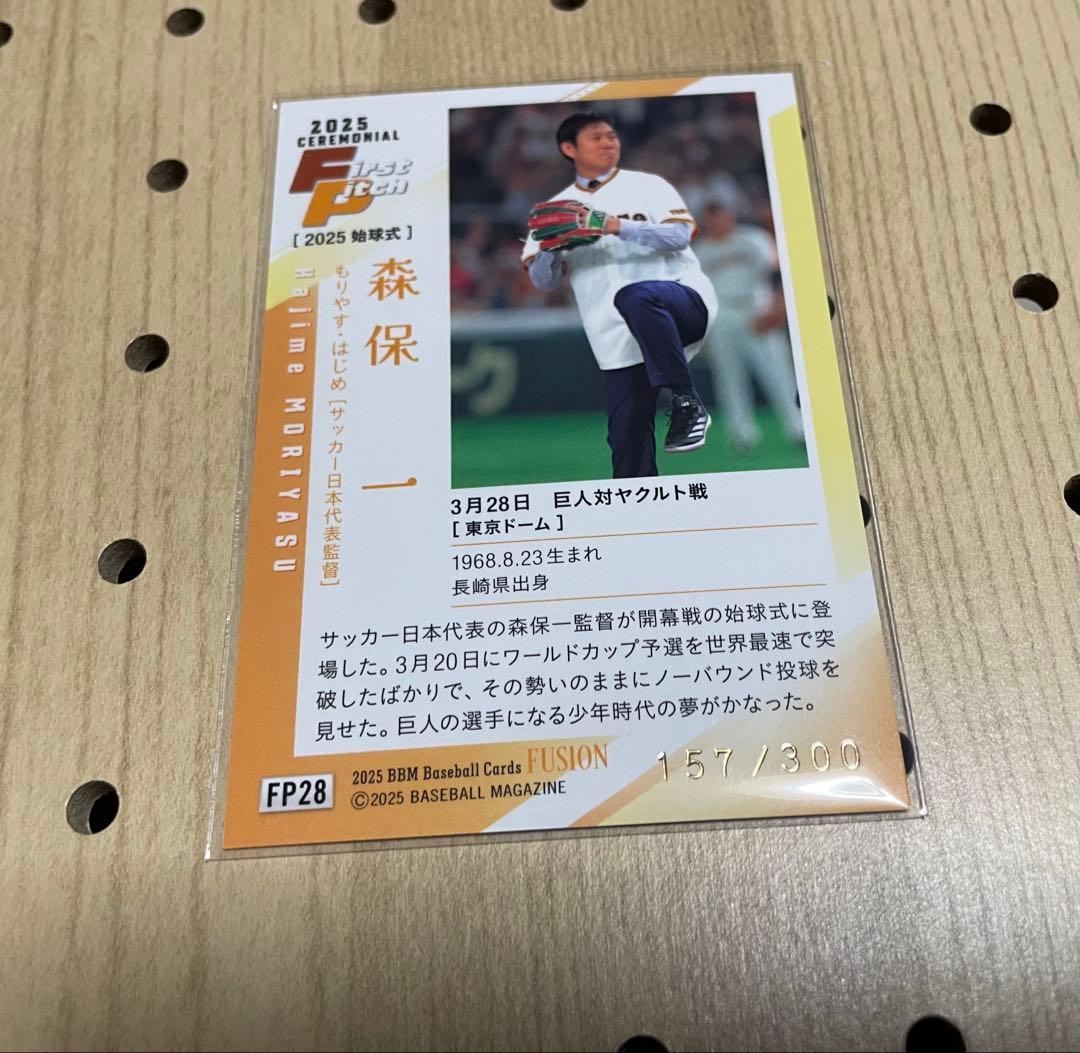 2025
CEREMONIAL
First
Pitch
[ 2025 始球式 ]
森保 一
もりやす・はじめ [サッカー日本代表監督]
Hajime MORIYASU
3月28日 巨人対ヤクルト戦
[ 東京ドーム ]
1968.8.23生まれ
長崎県出身
サッカー日本代表の森保一監督が開幕戦の始球式に登
場した。3月20日にワールドカップ予選を世界最速で突
破したばかりで、その勢いのままにノーバウンド投球を
見せた。巨人の選手になる少年時代の夢がかなった。
FP28
2025 BBM Baseball Cards FUSION
©2025 BASEBALL MAGAZINE
157/300